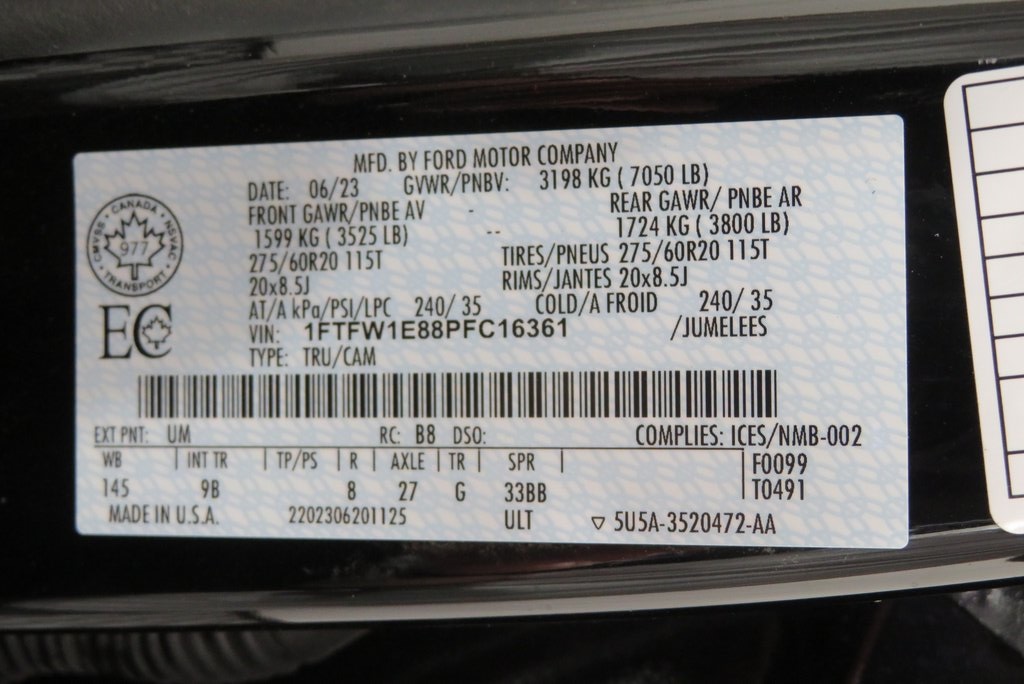 MFD. BY FORD MOTOR COMPANY
DATE: 06/23 GVWR/PNBV: 3198 KG ( 7050 LB)
FRONT GAWR/PNBE AV - REAR GAWR/ PNBE AR
1599 KG ( 3525 LB) -- 1724 KG ( 3800 LB)
275/60R20 115T TIRES/PNEUS 275/60R20 115T
20x8.5J RIMS/JANTES 20x8.5J
AT/A kPa/PSI/LPC 240/ 35 COLD/A FROID 240/ 35
VIN: 1FTFW1E88PFC16361 /JUMELEES
TYPE: TRU/CAM
CANADA
CMVSS 977 NSVAC
TRANSPORT
EC
EXT PNT: UM RC: B8 DSO: COMPLIES: ICES/NMB-002
WB | INT TR | TP/PS | R | AXLE | TR | SPR | F0099
145 9B 8 27 G 33BB T0491
MADE IN U.S.A. 2202306201125 ULT ▽ 5U5A-3520472-AA